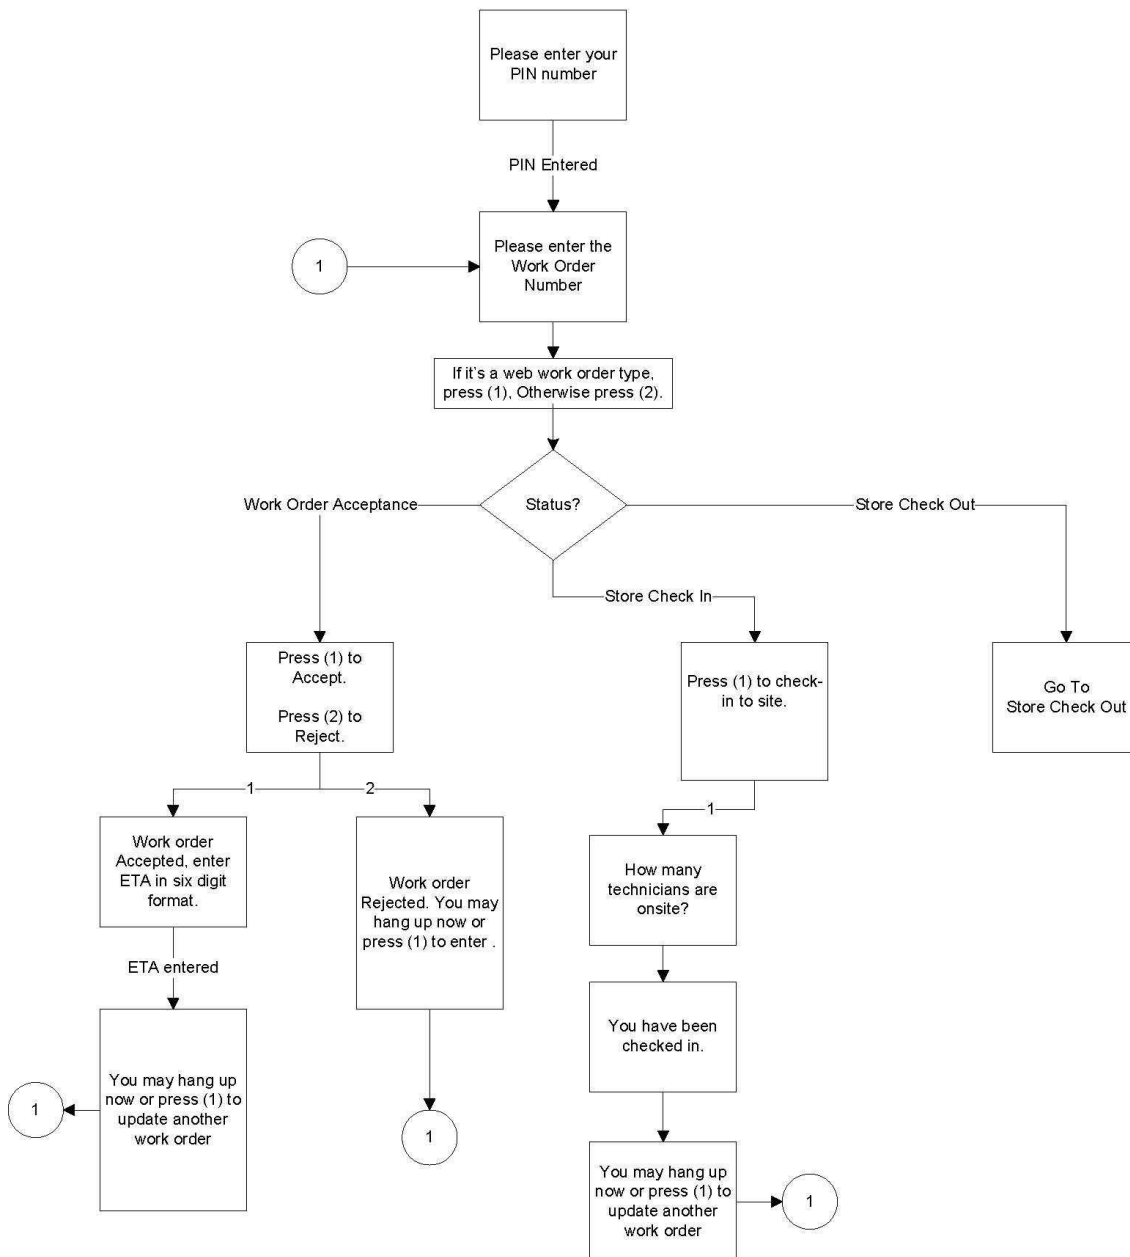 Please enter your
PIN number
PIN Entered
1
Please enter the
Work Order
Number
If it's a web work order type,
press (1), Otherwise press (2).
Status?
Work Order Acceptance
Store Check Out
Store Check In
Press (1) to
Accept.
Press (2) to
Reject.
Press (1) to check-
in to site.
Go To
Store Check Out
1
2
1
Work order
Accepted, enter
ETA in six digit
format.
Work order
Rejected. You may
hang up now or
press (1) to enter .
How many
technicians are
onsite?
ETA entered
You have been
checked in.
You may hang up
now or press (1) to
update another
work order
1
1
You may hang up
now or press (1) to
update another
work order
1